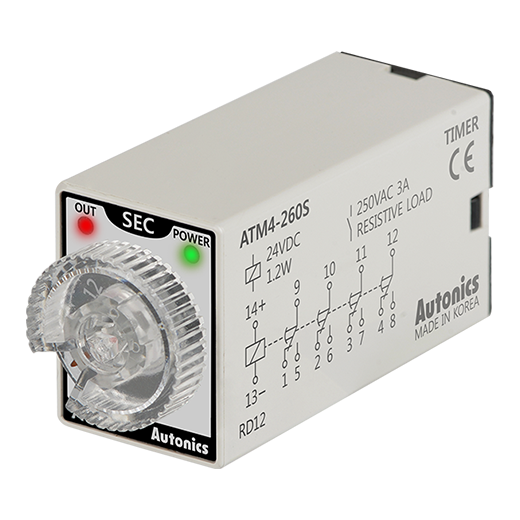 OUT
SEC
POWER
Autonics
ATM4-260S
24VDC
1.2W
250VAC 3A
RESISTIVE LOAD
TIMER
CE
14+
9
10
11
12
13−
1 5
2 6
3 7
4 8
RD12
Autonics
MADE IN KOREA